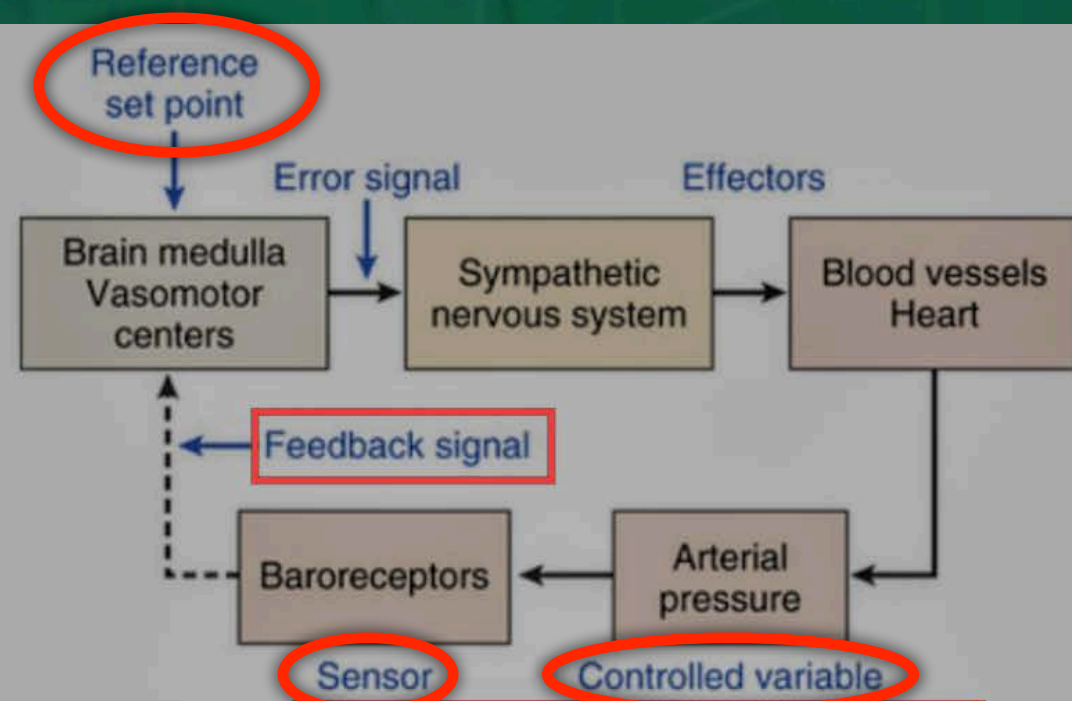 Reference
set point
Error signal
Effectors
Brain medulla
Vasomotor
centers
Sympathetic
nervous system
Blood vessels
Heart
Feedback signal
Baroreceptors
Arterial
pressure
Sensor
Controlled variable